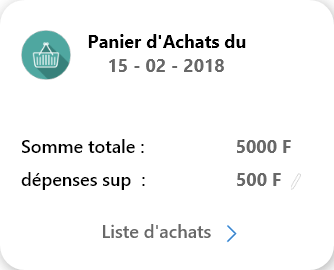 Panier d'Achats du
15 - 02 - 2018
Somme totale : 5000 F
dépenses sup : 500 F
Liste d'achats